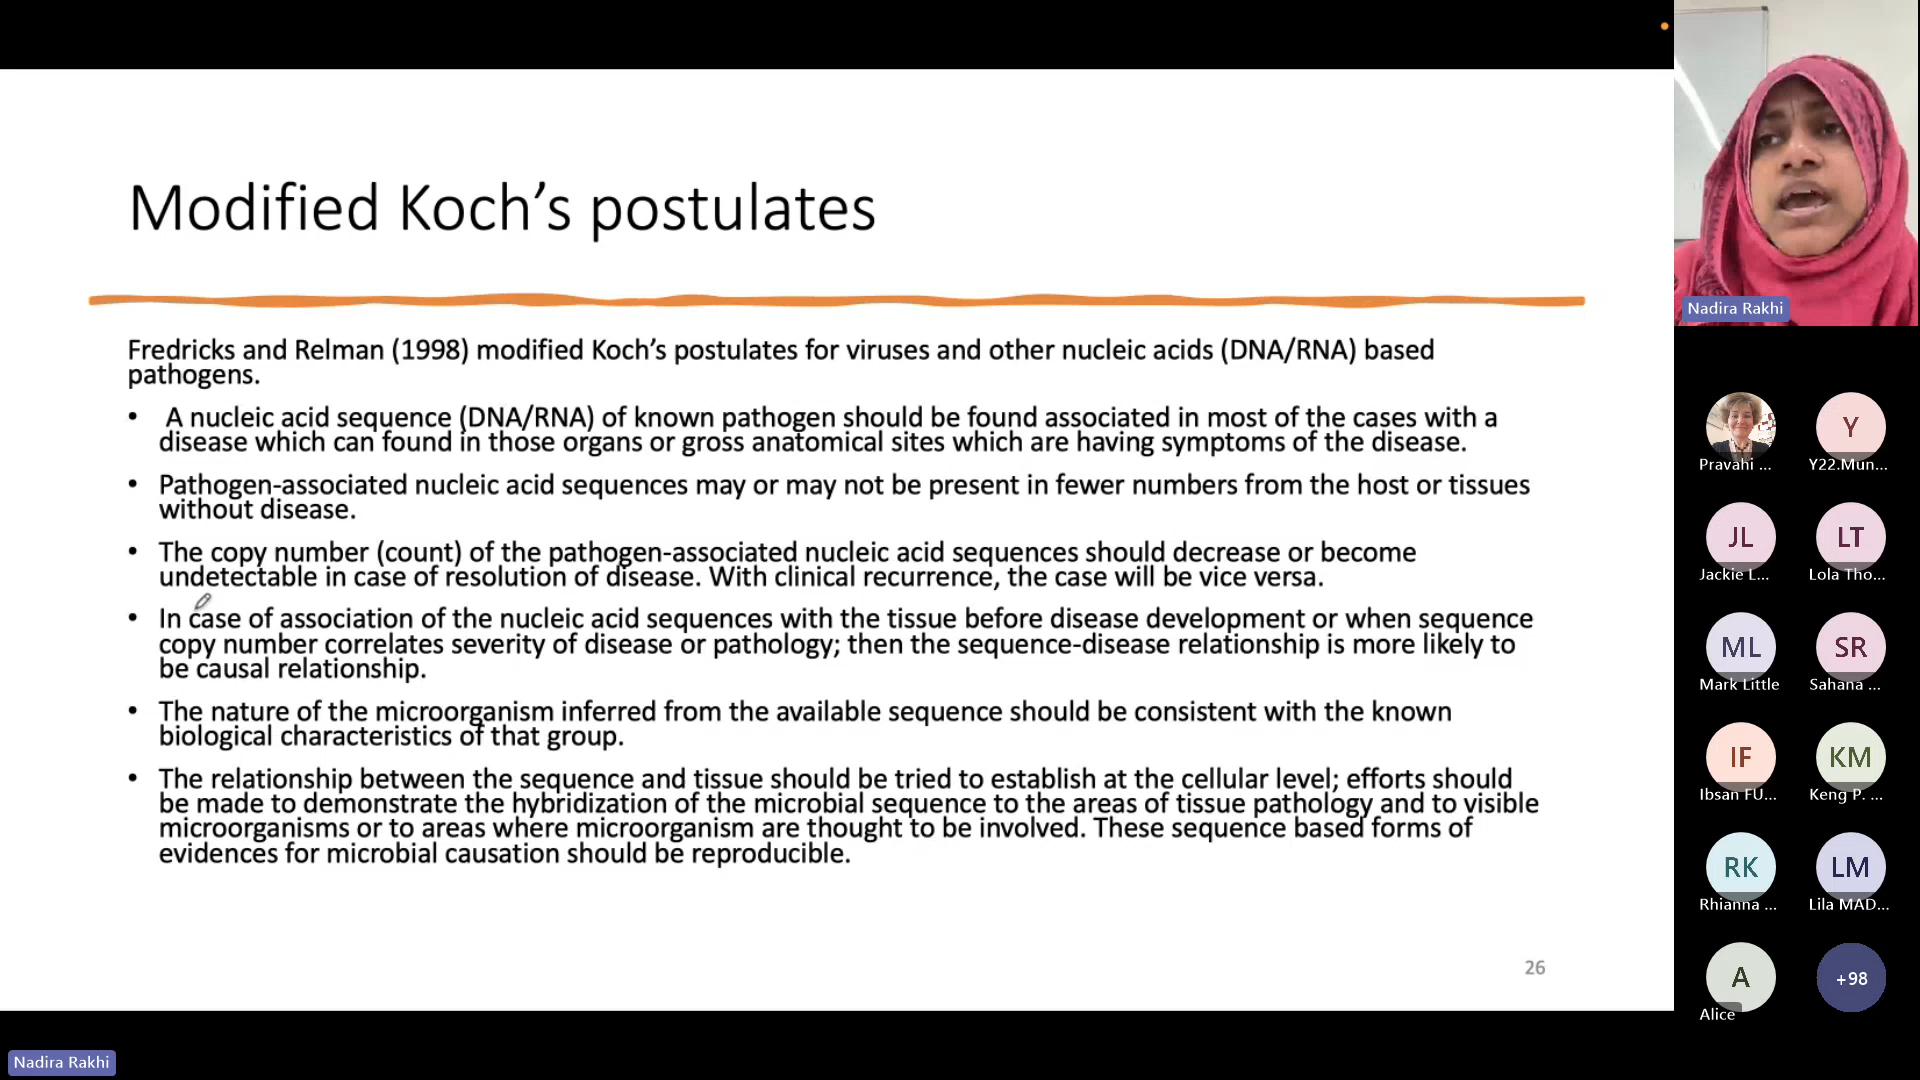 Modified Koch’s postulates
Fredricks and Relman (1998) modified Koch’s postulates for viruses and other nucleic acids (DNA/RNA) based
pathogens.
• A nucleic acid sequence (DNA/RNA) of known pathogen should be found associated in most of the cases with a
disease which can found in those organs or gross anatomical sites which are having symptoms of the disease.
• Pathogen-associated nucleic acid sequences may or may not be present in fewer numbers from the host or tissues
without disease.
• The copy number (count) of the pathogen-associated nucleic acid sequences should decrease or become
undetectable in case of resolution of disease. With clinical recurrence, the case will be vice versa.
• In case of association of the nucleic acid sequences with the tissue before disease development or when sequence
copy number correlates severity of disease or pathology; then the sequence-disease relationship is more likely to
be causal relationship.
• The nature of the microorganism inferred from the available sequence should be consistent with the known
biological characteristics of that group.
• The relationship between the sequence and tissue should be tried to establish at the cellular level; efforts should
be made to demonstrate the hybridization of the microbial sequence to the areas of tissue pathology and to visible
microorganisms or to areas where microorganism are thought to be involved. These sequence based forms of
evidences for microbial causation should be reproducible.
26
Nadira Rakhi
Nadira Rakhi
Y
Pravahi ...
Y22.Mun...
JL
LT
Jackie L...
Lola Tho...
ML
SR
Mark Little
Sahana ...
IF
KM
Ibsan FU...
Keng P. ...
RK
LM
Rhianna ...
Lila MAD...
A
+98
Alice